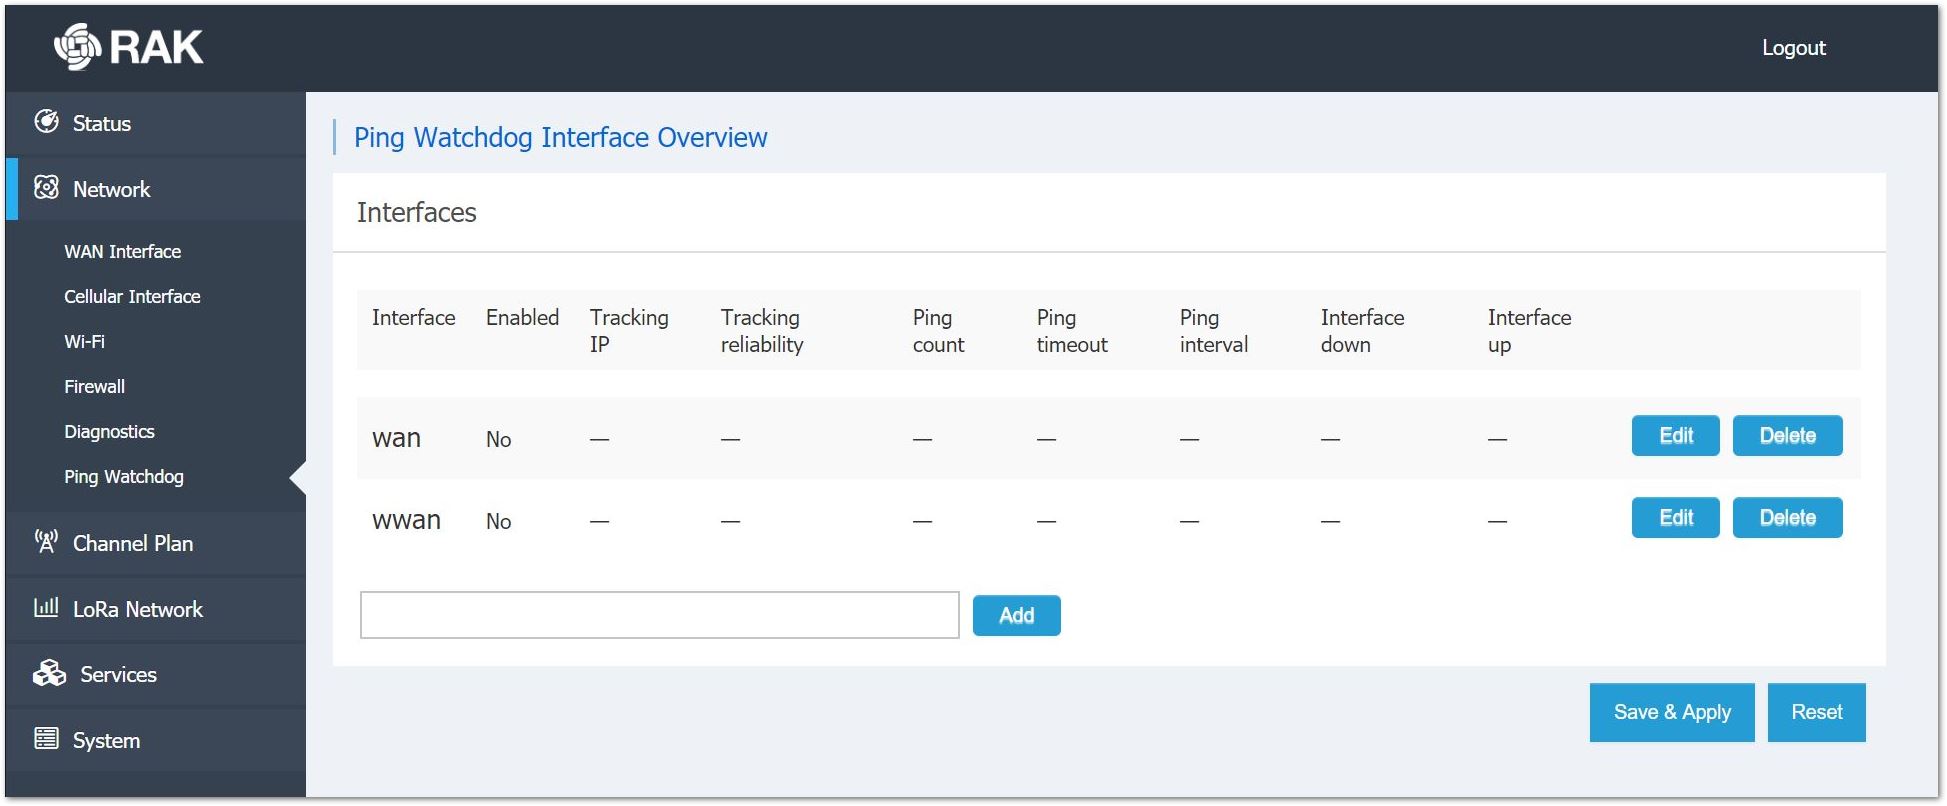 RAK
Logout
Status
Network
WAN Interface
Cellular Interface
Wi-Fi
Firewall
Diagnostics
Ping Watchdog
Channel Plan
LoRa Network
Services
System
Ping Watchdog Interface Overview
Interfaces
Interface Enabled Tracking IP Tracking reliability Ping count Ping timeout Ping interval Interface down Interface up
wan No — — — — — — — Edit Delete
wwan No — — — — — — — Edit Delete
Add
Save & Apply Reset